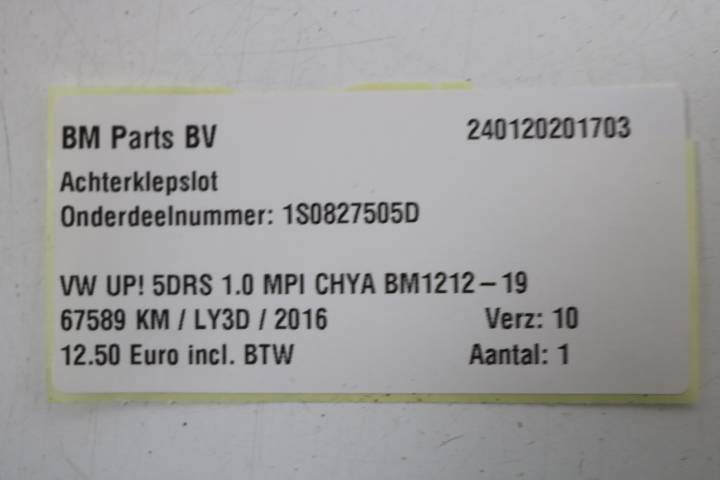 BM Parts BV 240120201703
Achterklepslot
Onderdeelnummer: 1S0827505D
VW UP! 5DRS 1.0 MPI CHYA BM1212-19
67589 KM / LY3D / 2016 Verz: 10
12.50 Euro incl. BTW Aantal: 1